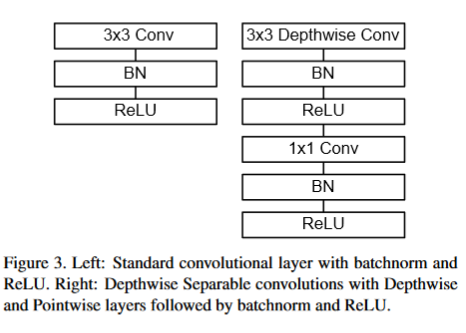 3x3 Conv
BN
ReLU
3x3 Depthwise Conv
BN
ReLU
1x1 Conv
BN
ReLU
Figure 3. Left: Standard convolutional layer with batchnorm and
ReLU. Right: Depthwise Separable convolutions with Depthwise
and Pointwise layers followed by batchnorm and ReLU.